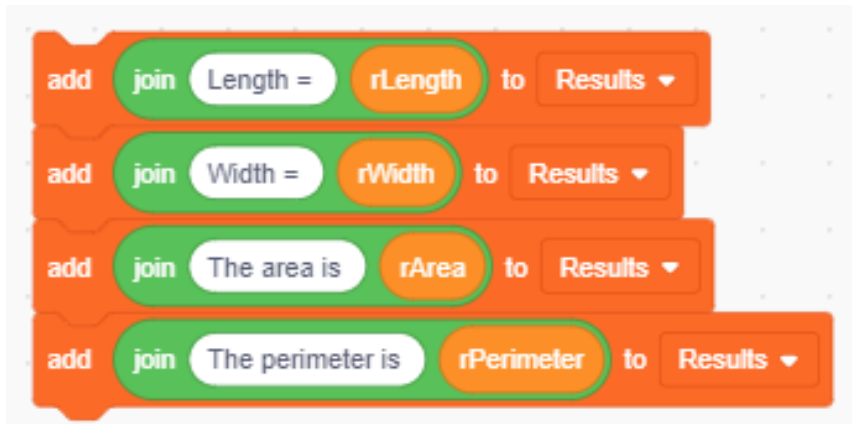 add join Length = rLength to Results
add join Width = rWidth to Results
add join The area is rArea to Results
add join The perimeter is rPerimeter to Results